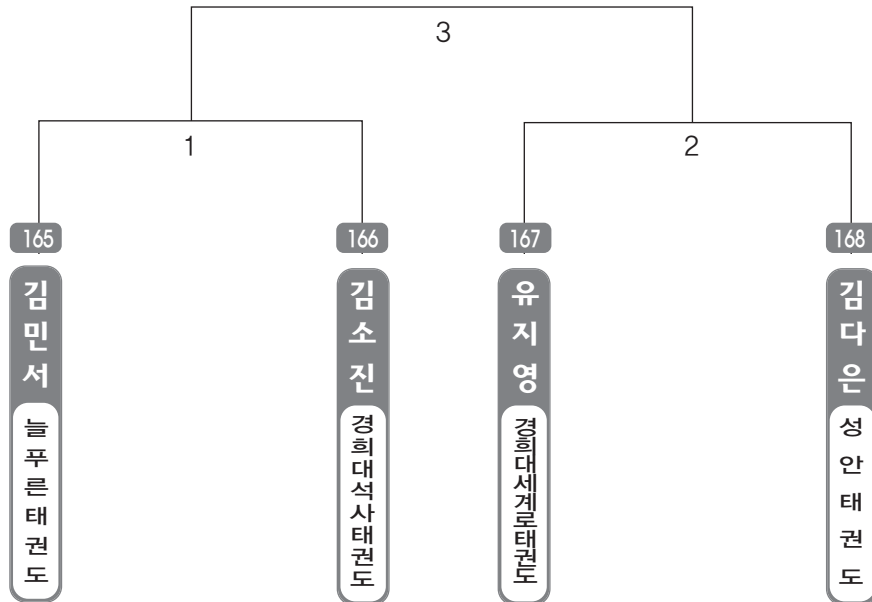 3
1
2
165
166
167
168
김민서
김소진
유지영
김다은
늘푸른태권도
경희대석사태권도
경희대세계로태권도
성안태권도